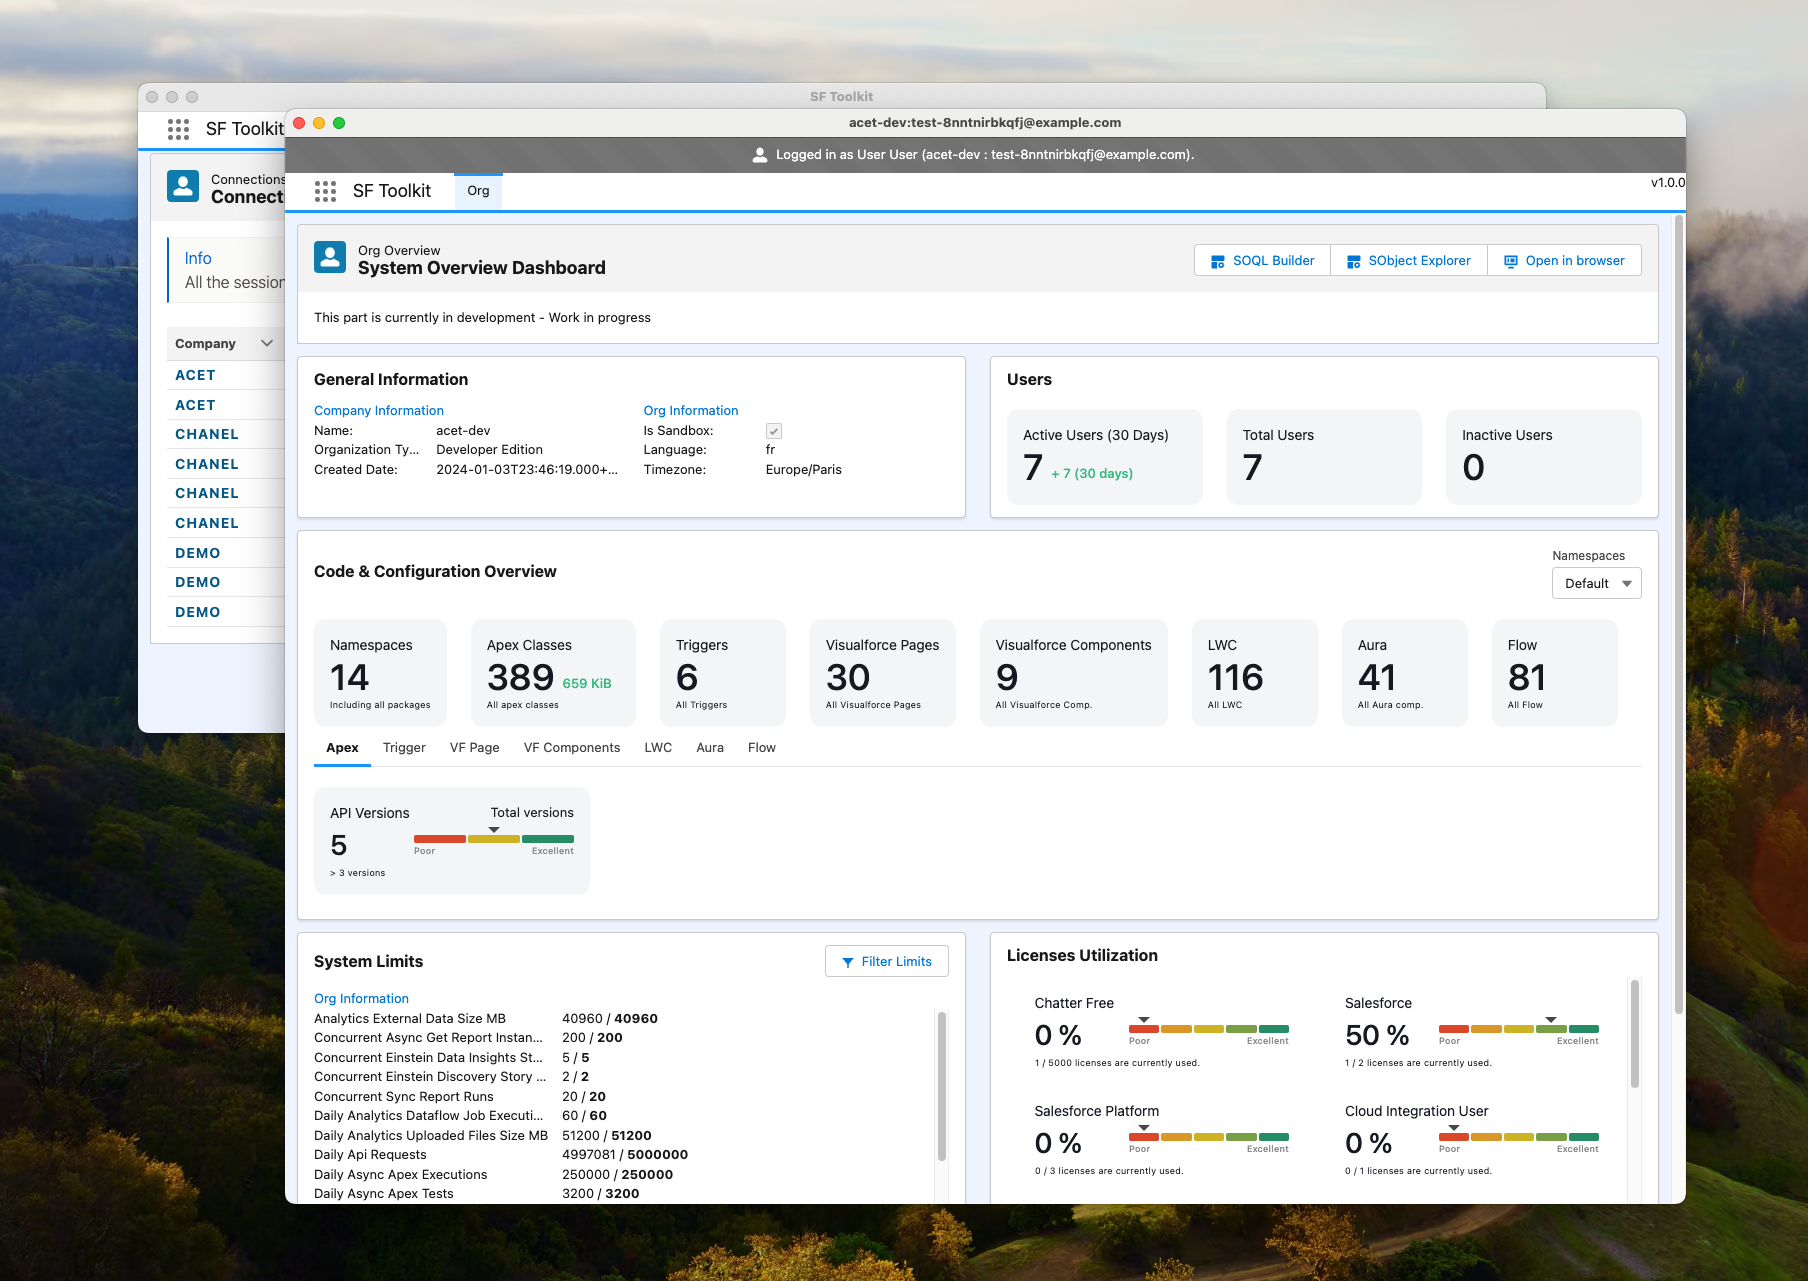 SF Toolkit
SF Toolkit
Connections
Connect
Info
All the session
Company
ACET
ACET
CHANEL
CHANEL
CHANEL
CHANEL
DEMO
DEMO
DEMO
acet-dev:test-8nntnirbkqfj@example.com
Logged in as User User (acet-dev : test-8nntnirbkqfj@example.com).
SF Toolkit Org v1.0.0
Org Overview
System Overview Dashboard
SOQL Builder SObject Explorer Open in browser
This part is currently in development - Work in progress
General Information
Company Information
Name: acet-dev
Organization Ty... Developer Edition
Created Date: 2024-01-03T23:46:19.000+...
Org Information
Is Sandbox:
Language: fr
Timezone: Europe/Paris
Users
Active Users (30 Days)
7 + 7 (30 days)
Total Users
7
Inactive Users
0
Code & Configuration Overview
Namespaces
Default
Namespaces
14
Including all packages
Apex Classes
389 659 KiB
All apex classes
Triggers
6
All Triggers
Visualforce Pages
30
All Visualforce Pages
Visualforce Components
9
All Visualforce Comp.
LWC
116
All LWC
Aura
41
All Aura comp.
Flow
81
All Flow
Apex Trigger VF Page VF Components LWC Aura Flow
API Versions Total versions
5
Poor Excellent
> 3 versions
System Limits
Filter Limits
Org Information
Analytics External Data Size MB 40960 / 40960
Concurrent Async Get Report Instan... 200 / 200
Concurrent Einstein Data Insights St... 5 / 5
Concurrent Einstein Discovery Story ... 2 / 2
Concurrent Sync Report Runs 20 / 20
Daily Analytics Dataflow Job Executi... 60 / 60
Daily Analytics Uploaded Files Size MB 51200 / 51200
Daily Api Requests 4997081 / 5000000
Daily Async Apex Executions 250000 / 250000
Daily Async Apex Tests 3200 / 3200
Licenses Utilization
Chatter Free
0 %
Poor Excellent
1 / 5000 licenses are currently used.
Salesforce
50 %
Poor Excellent
1 / 2 licenses are currently used.
Salesforce Platform
0 %
Poor Excellent
0 / 3 licenses are currently used.
Cloud Integration User
0 %
Poor Excellent
0 / 1 licenses are currently used.